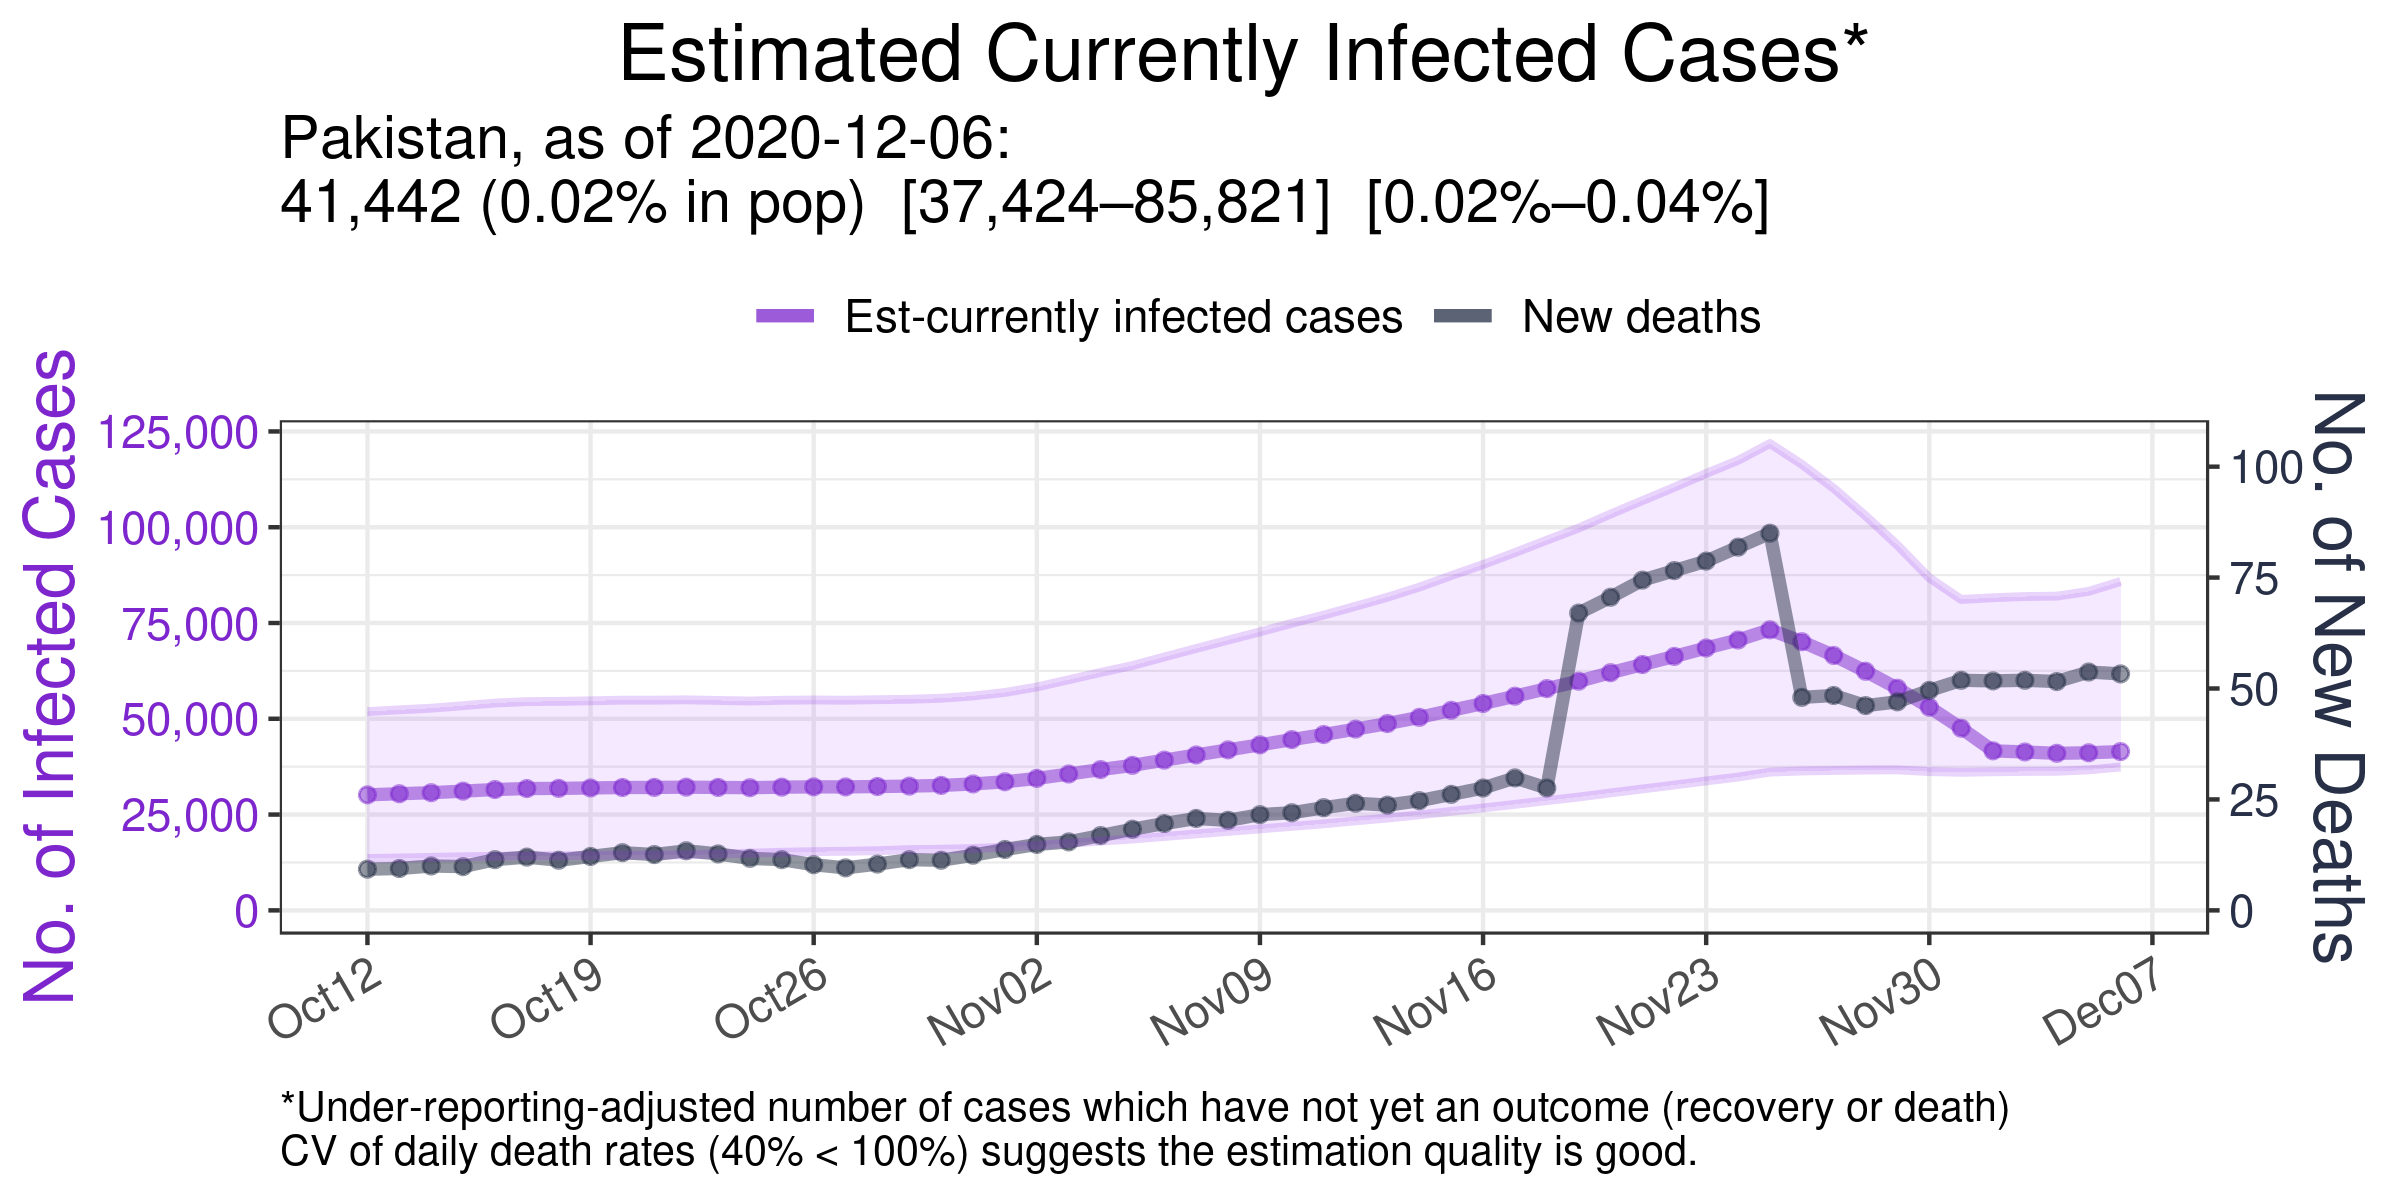 Estimated Currently Infected Cases*
Pakistan, as of 2020-12-06:
41,442 (0.02% in pop)  [37,424–85,821]  [0.02%–0.04%]
Est-currently infected cases
New deaths
No. of Infected Cases
125,000
100,000
75,000
50,000
25,000
0
100
75
50
25
0
No. of New Deaths
Oct12
Oct19
Oct26
Nov02
Nov09
Nov16
Nov23
Nov30
Dec07
*Under-reporting-adjusted number of cases which have not yet an outcome (recovery or death)
CV of daily death rates (40% < 100%) suggests the estimation quality is good.